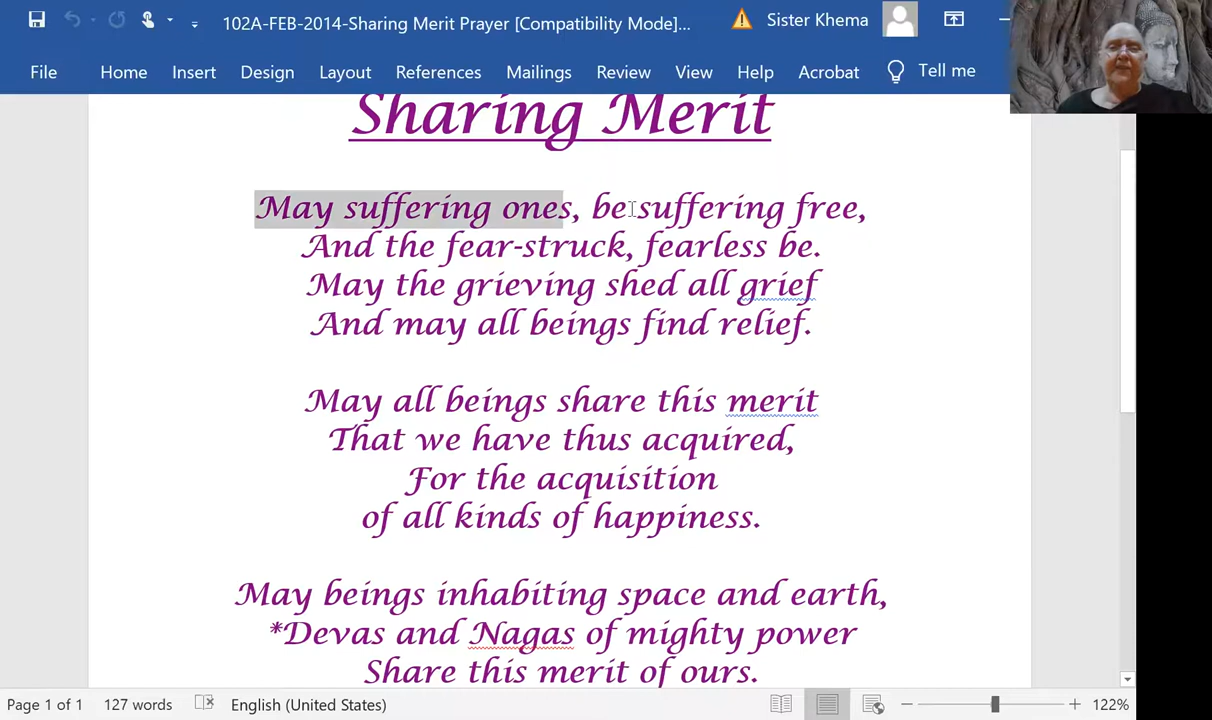 102A-FEB-2014-Sharing Merit Prayer [Compatibility Mode]... Sister Khema
File Home Insert Design Layout References Mailings Review View Help Acrobat Tell me
Sharing Merit
May suffering ones, be suffering free,
And the fear-struck, fearless be.
May the grieving shed all grief
And may all beings find relief.
May all beings share this merit
That we have thus acquired,
For the acquisition
of all kinds of happiness.
May beings inhabiting space and earth,
*Devas and Nagas of mighty power
Share this merit of ours.
Page 1 of 1 127 words English (United States) 122%